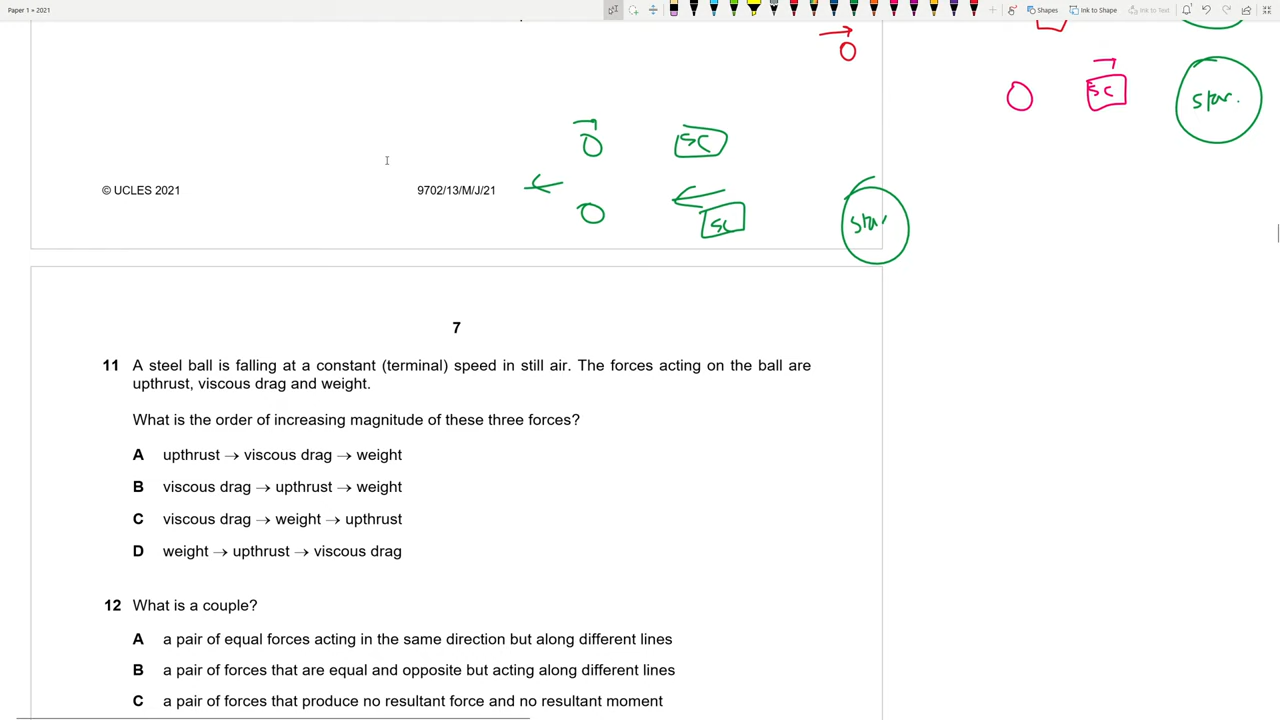 Paper 1 » 2021
Shapes
Ink to Shape
Ink to Text
O
O
SC
star.
O
SC
© UCLES 2021
9702/13/M/J/21
O
SC
star
7
11 A steel ball is falling at a constant (terminal) speed in still air. The forces acting on the ball are
upthrust, viscous drag and weight.
What is the order of increasing magnitude of these three forces?
A upthrust → viscous drag → weight
B viscous drag → upthrust → weight
C viscous drag → weight → upthrust
D weight → upthrust → viscous drag
12 What is a couple?
A a pair of equal forces acting in the same direction but along different lines
B a pair of forces that are equal and opposite but acting along different lines
C a pair of forces that produce no resultant force and no resultant moment